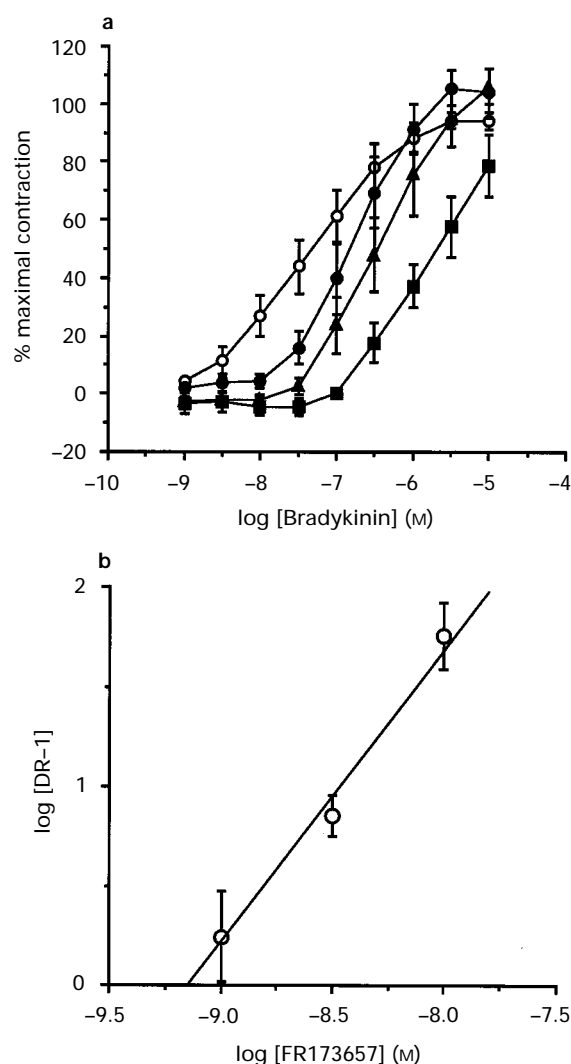 a
120
100
80
60
40
20
0
−20
% maximal contraction
−10 −9 −8 −7 −6 −5 −4
log [Bradykinin] (M)
b
2
1
0
log [DR−1]
−9.5 −9.0 −8.5 −8.0 −7.5
log [FR173657] (M)